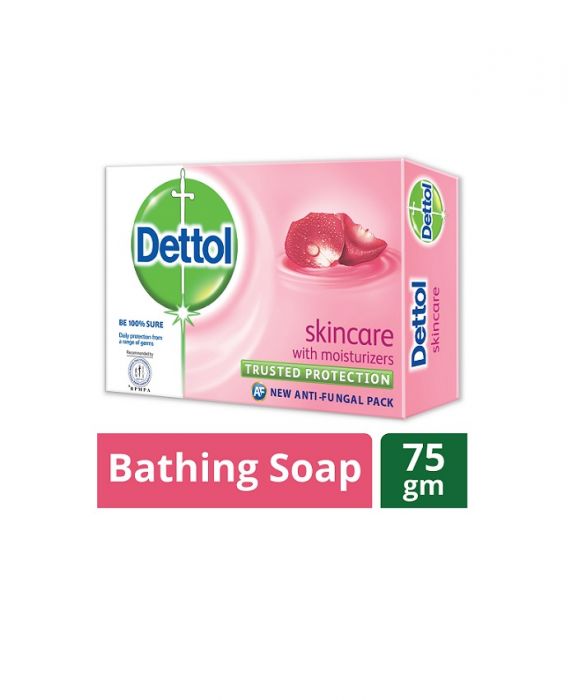 Dettol
BE 100% SURE
Daily protection from
a range of germs
Recommended by
*BPMPA
skincare
with moisturizers
TRUSTED PROTECTION
AF NEW ANTI-FUNGAL PACK
Dettol
Dettol
skincare
Bathing Soap
75
gm